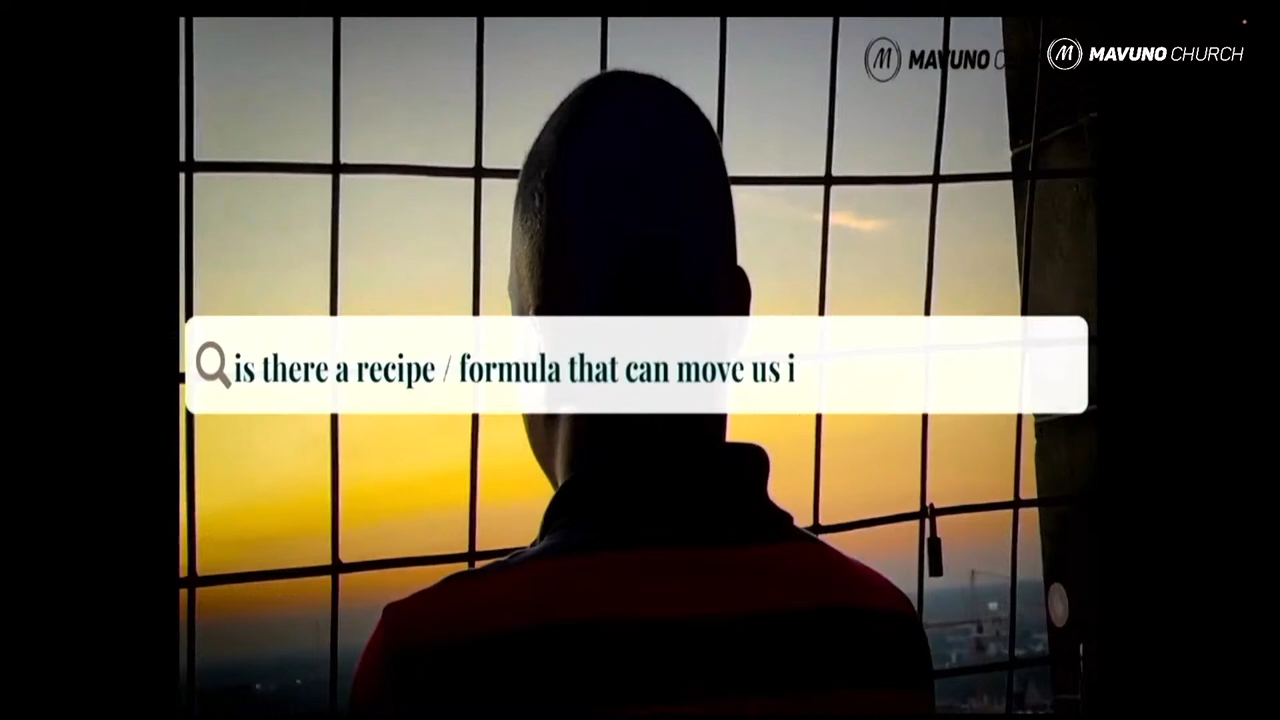 MAVUNO
MAVUNO CHURCH
is there a recipe / formula that can move us i